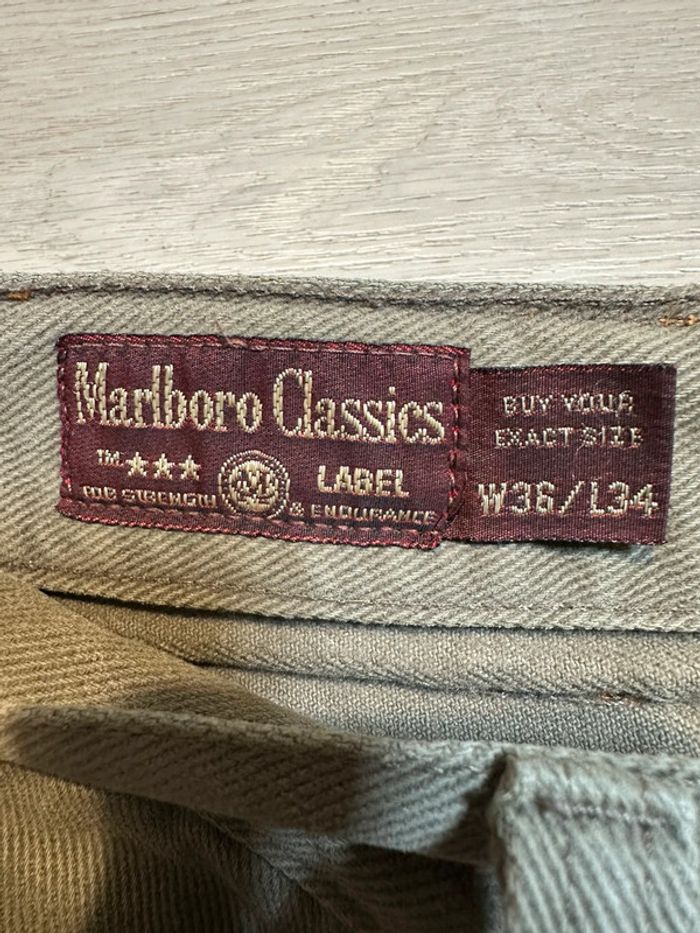 Marlboro Classics
TM ★★★ LABEL
FOR STRENGTH & ENDURANCE
BUY YOUR
EXACT SIZE
W36/L34